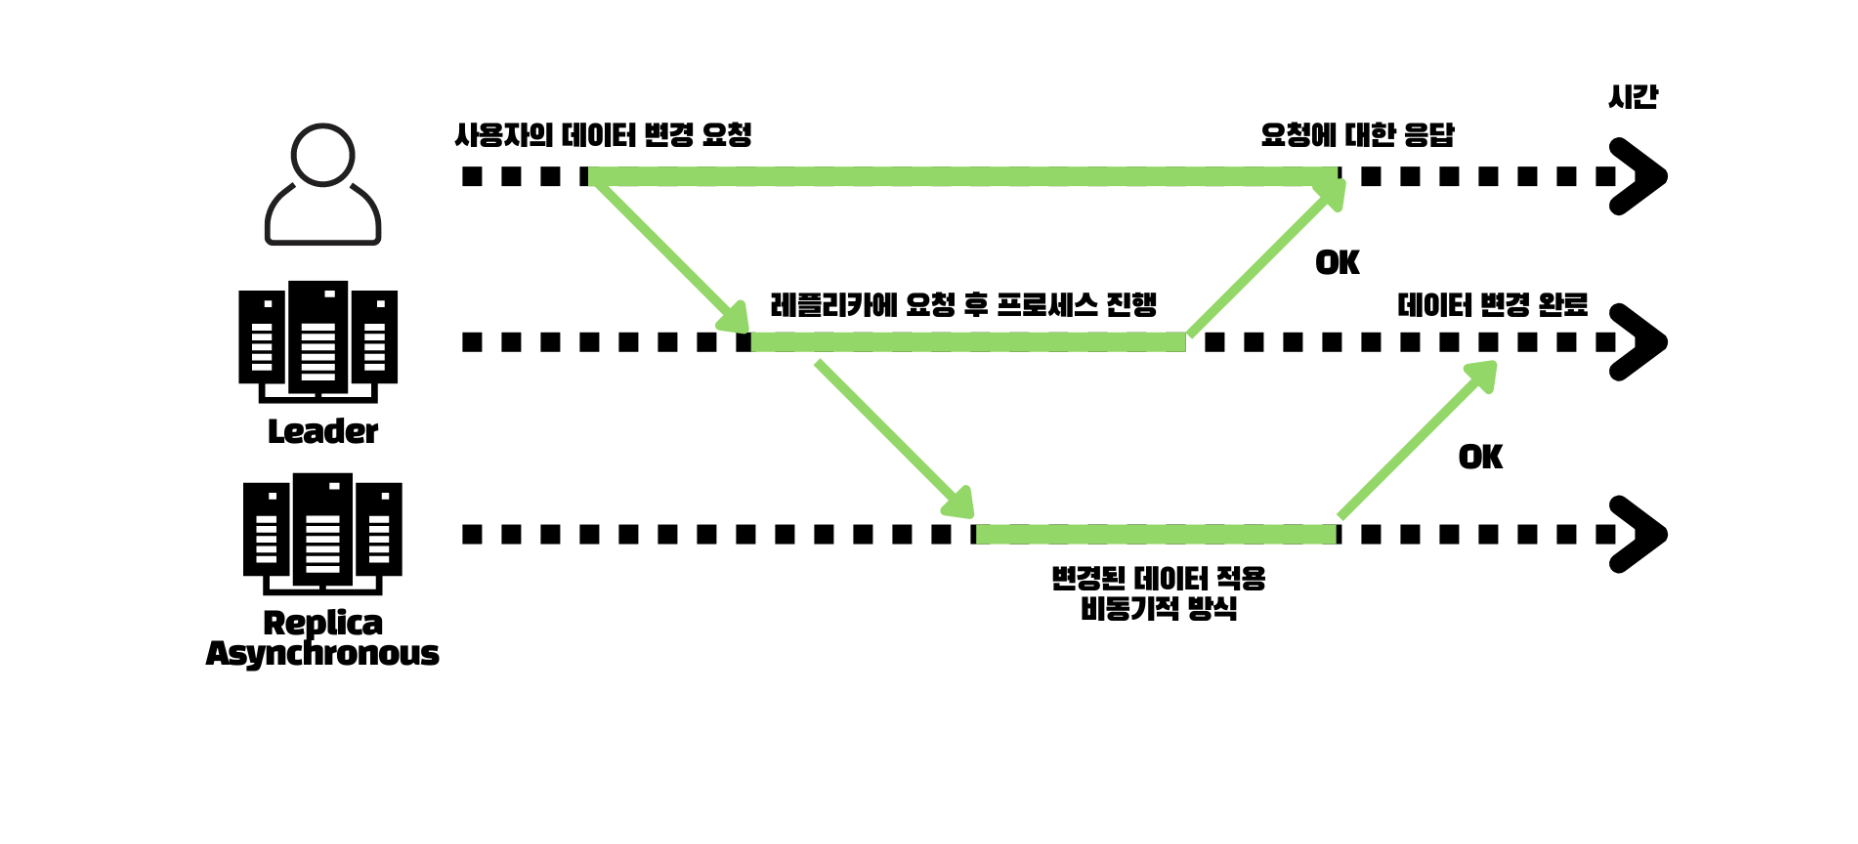 시간
사용자의 데이터 변경 요청
요청에 대한 응답
OK
레플리카에 요청 후 프로세스 진행
데이터 변경 완료
Leader
OK
변경된 데이터 적용
비동기적 방식
Replica
Asynchronous